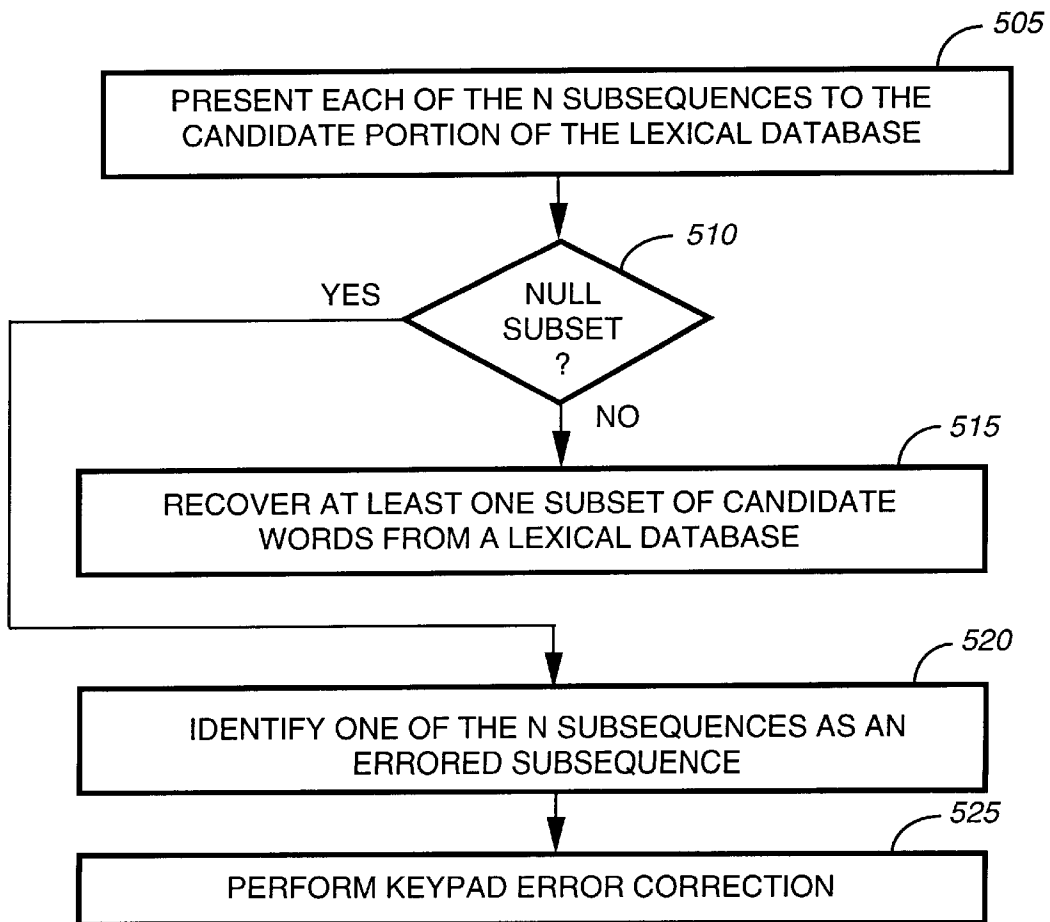 505
PRESENT EACH OF THE N SUBSEQUENCES TO THE
CANDIDATE PORTION OF THE LEXICAL DATABASE
510
YES
NULL
SUBSET
?
NO
515
RECOVER AT LEAST ONE SUBSET OF CANDIDATE
WORDS FROM A LEXICAL DATABASE
520
IDENTIFY ONE OF THE N SUBSEQUENCES AS AN
ERRORED SUBSEQUENCE
525
PERFORM KEYPAD ERROR CORRECTION